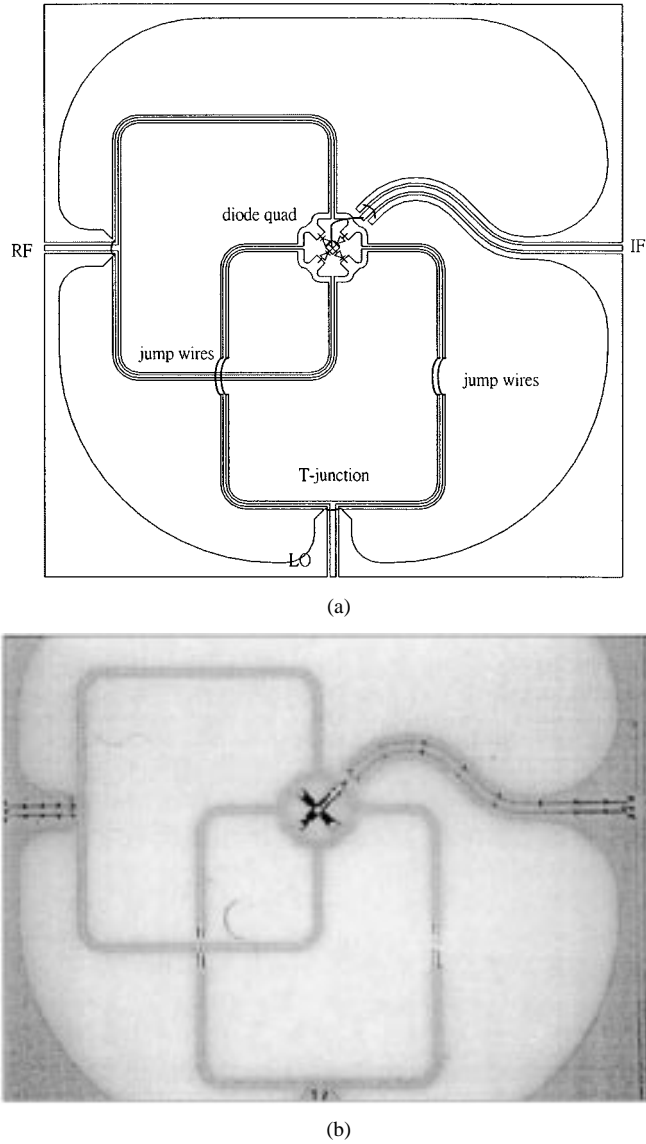 diode quad
RF
IF
jump wires
jump wires
T-junction
LO
(a)
(b)